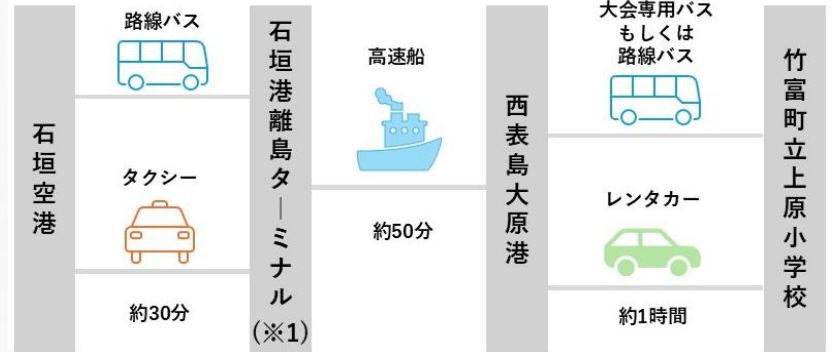 石垣空港
路線バス
タクシー
約30分
石垣港離島ターミナル
(※1)
高速船
約50分
西表島大原港
大会専用バス
もしくは
路線バス
レンタカー
約1時間
竹富町立上原小学校